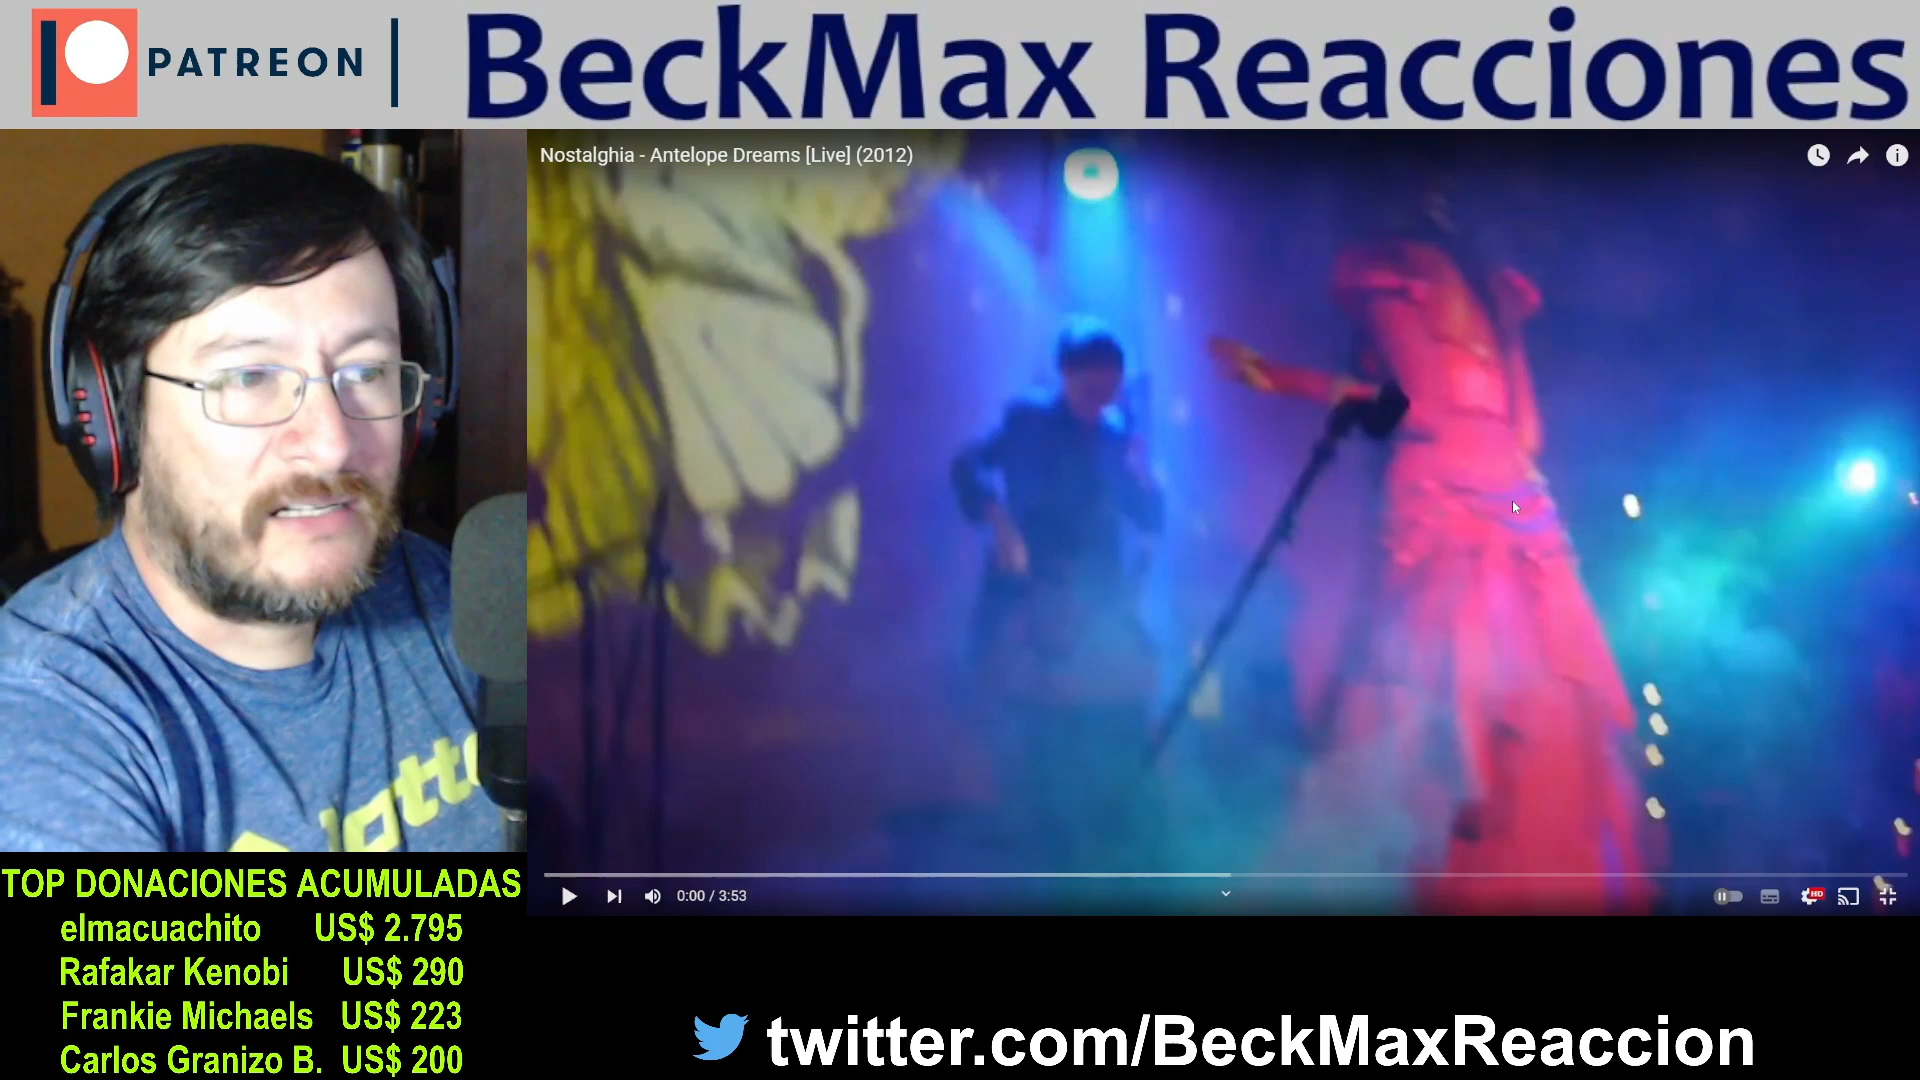 PATREON
BeckMax Reacciones
Nostalghia - Antelope Dreams [Live] (2012)
0:00 / 3:53
HD
TOP DONACIONES ACUMULADAS
elmacuachito US$ 2.795
Rafakar Kenobi US$ 290
Frankie Michaels US$ 223
Carlos Granizo B. US$ 200
twitter.com/BeckMaxReaccion